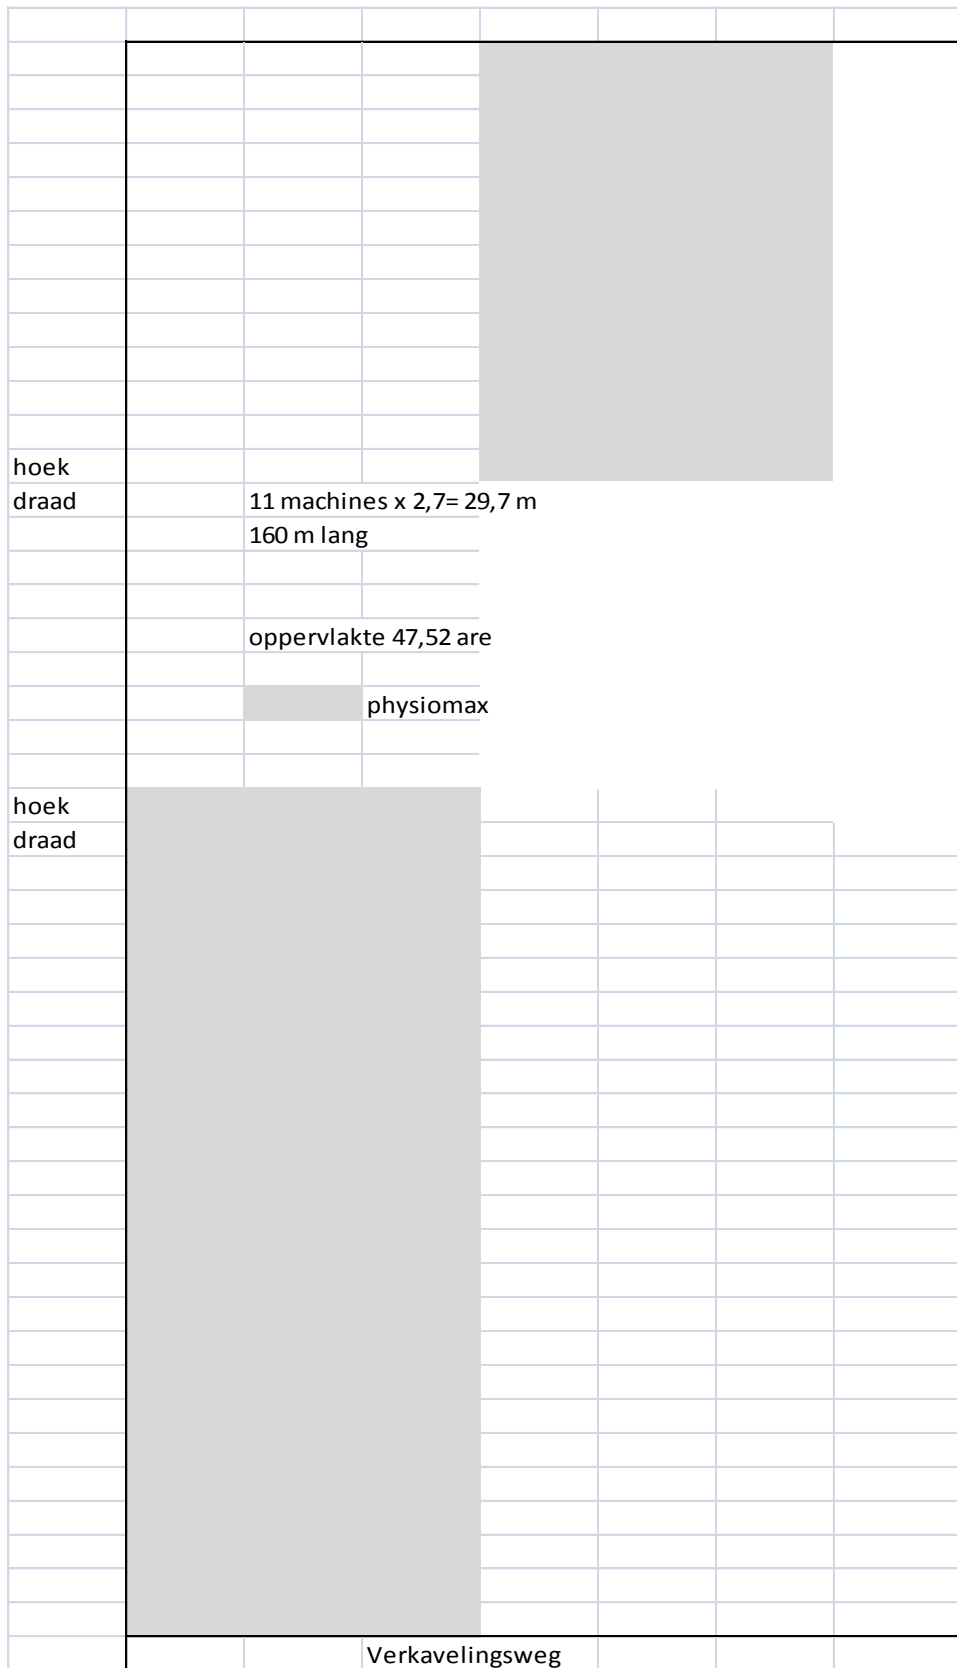 hoek
draad 11 machines x 2,7= 29,7 m
160 m lang
oppervlakte 47,52 are
physiomax
hoek
draad
Verkavelingsweg